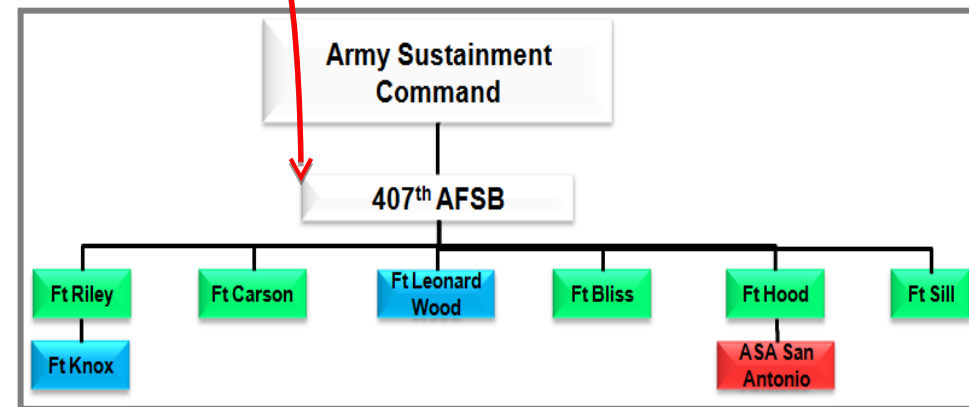 Army Sustainment
Command
407th AFSB
Ft Riley
Ft Carson
Ft Leonard
Wood
Ft Bliss
Ft Hood
Ft Sill
Ft Knox
ASA San
Antonio